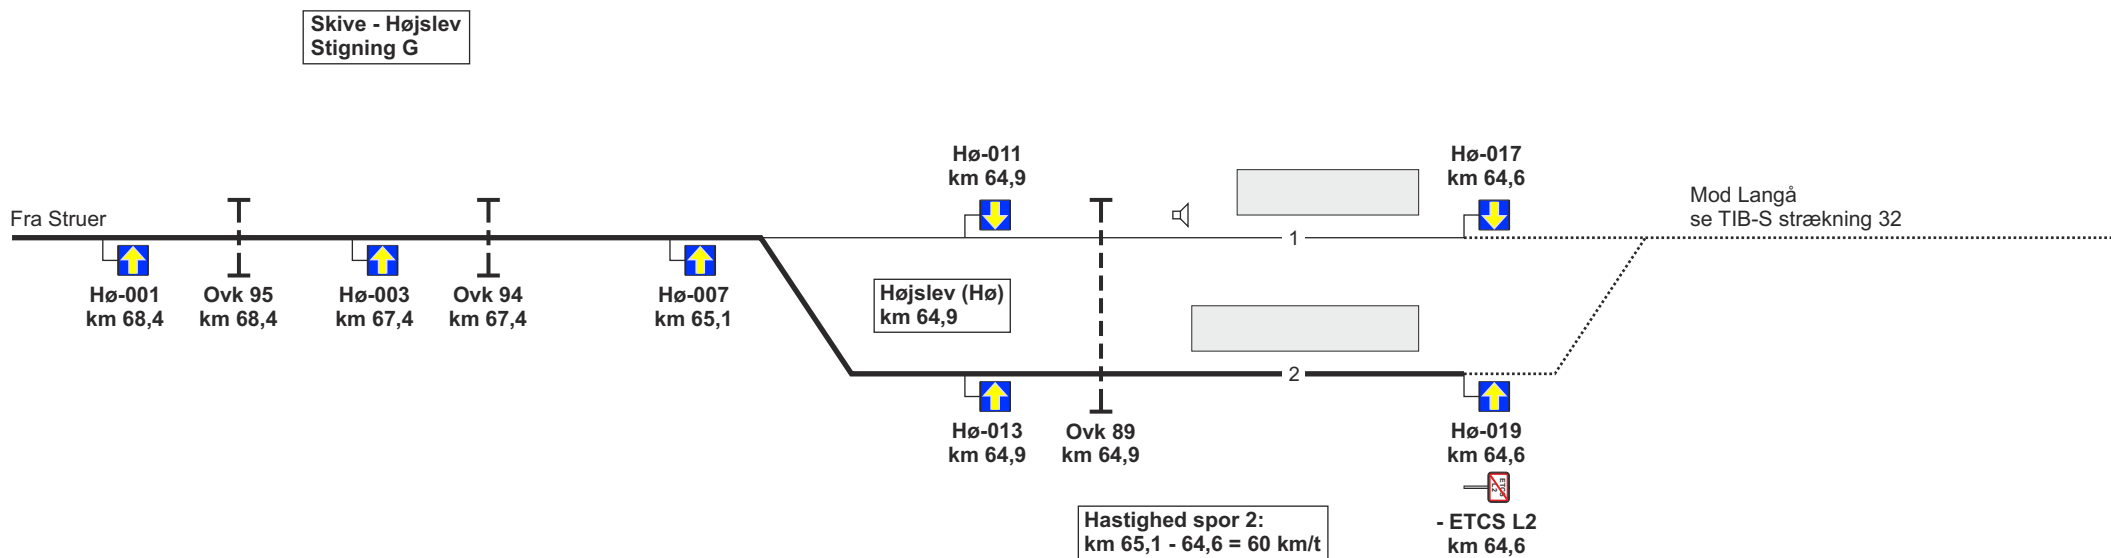 Skive - Højslev
Stigning G
Hø-011
km 64,9
Hø-017
km 64,6
Fra Struer
Mod Langå
se TIB-S strækning 32
1
Hø-001
km 68,4
Ovk 95
km 68,4
Hø-003
km 67,4
Ovk 94
km 67,4
Hø-007
km 65,1
Højslev (Hø)
km 64,9
2
Hø-013
km 64,9
Ovk 89
km 64,9
Hø-019
km 64,6
ETCS
L2
- ETCS L2
km 64,6
Hastighed spor 2:
km 65,1 - 64,6 = 60 km/t